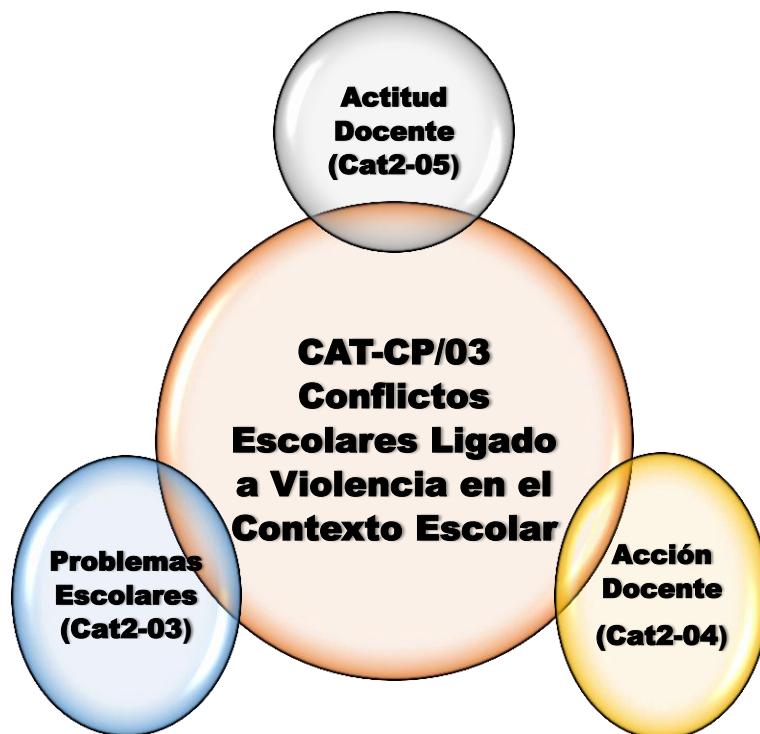 Actitud
Docente
(Cat2-05)
CAT-CP/03
Conflictos
Escolares Ligado
a Violencia en el
Contexto Escolar
Problemas
Escolares
(Cat2-03)
Acción
Docente
(Cat2-04)